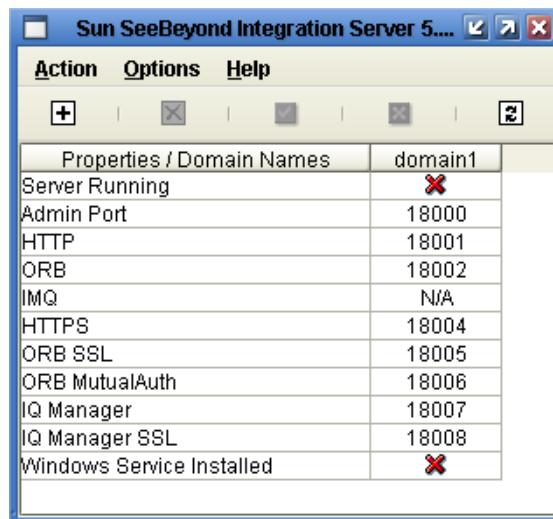 Sun SeeBeyond Integration Server 5....
Action Options Help
Properties / Domain Names domain1
Server Running
Admin Port 18000
HTTP 18001
ORB 18002
IMQ N/A
HTTPS 18004
ORB SSL 18005
ORB MutualAuth 18006
IQ Manager 18007
IQ Manager SSL 18008
Windows Service Installed